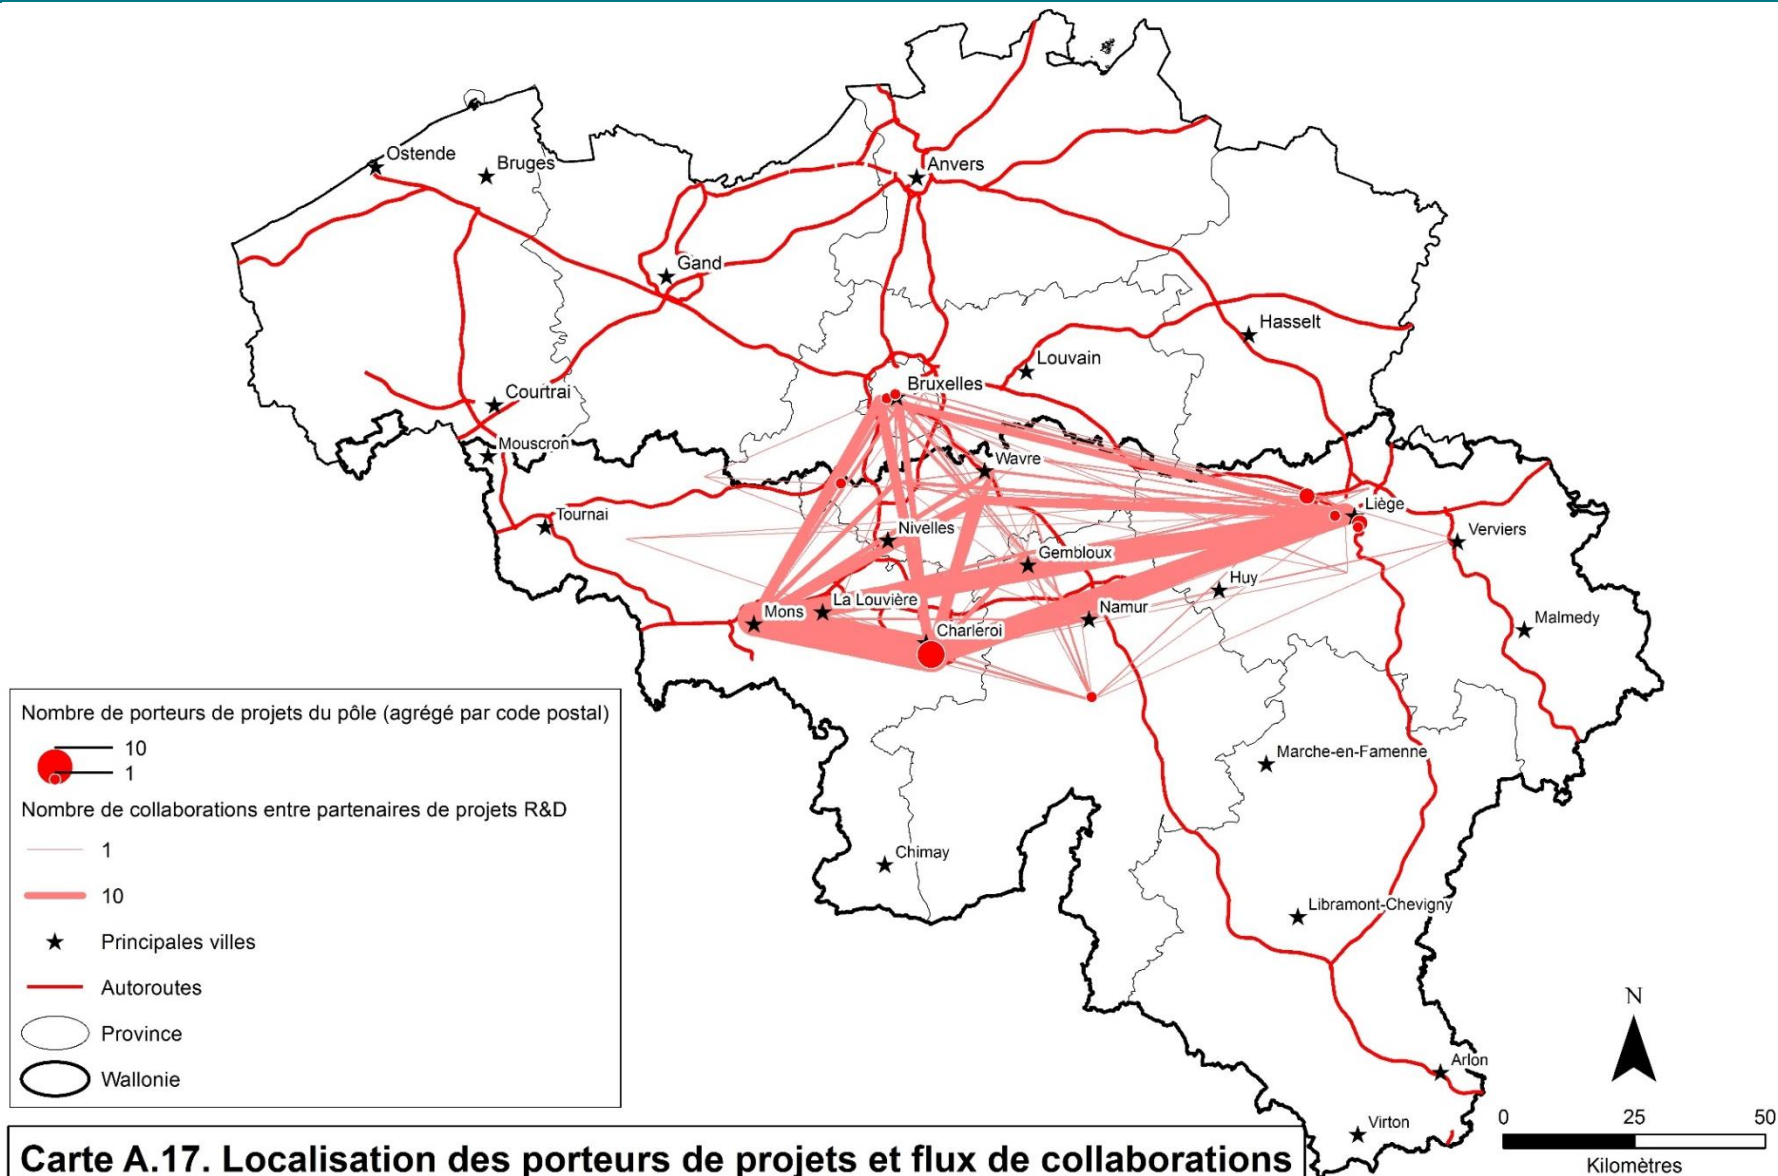 Ostende
Bruges
Anvers
Gand
Hasselt
Louvain
Bruxelles
Courtrai
Mouscron
Wavre
Liège
Tournai
Nivelles
Verviers
Gembloux
Huy
La Louvière
Mons
Namur
Malmedy
Charleroi
Marche-en-Famenne
Chimay
Libramont-Chevigny
Arlon
Virton
Nombre de porteurs de projets du pôle (agrégé par code postal)
10
1
Nombre de collaborations entre partenaires de projets R&D
1
10
Principales villes
Autoroutes
Province
Wallonie
N
0 25 50
Kilomètres
Carte A.17. Localisation des porteurs de projets et flux de collaborations